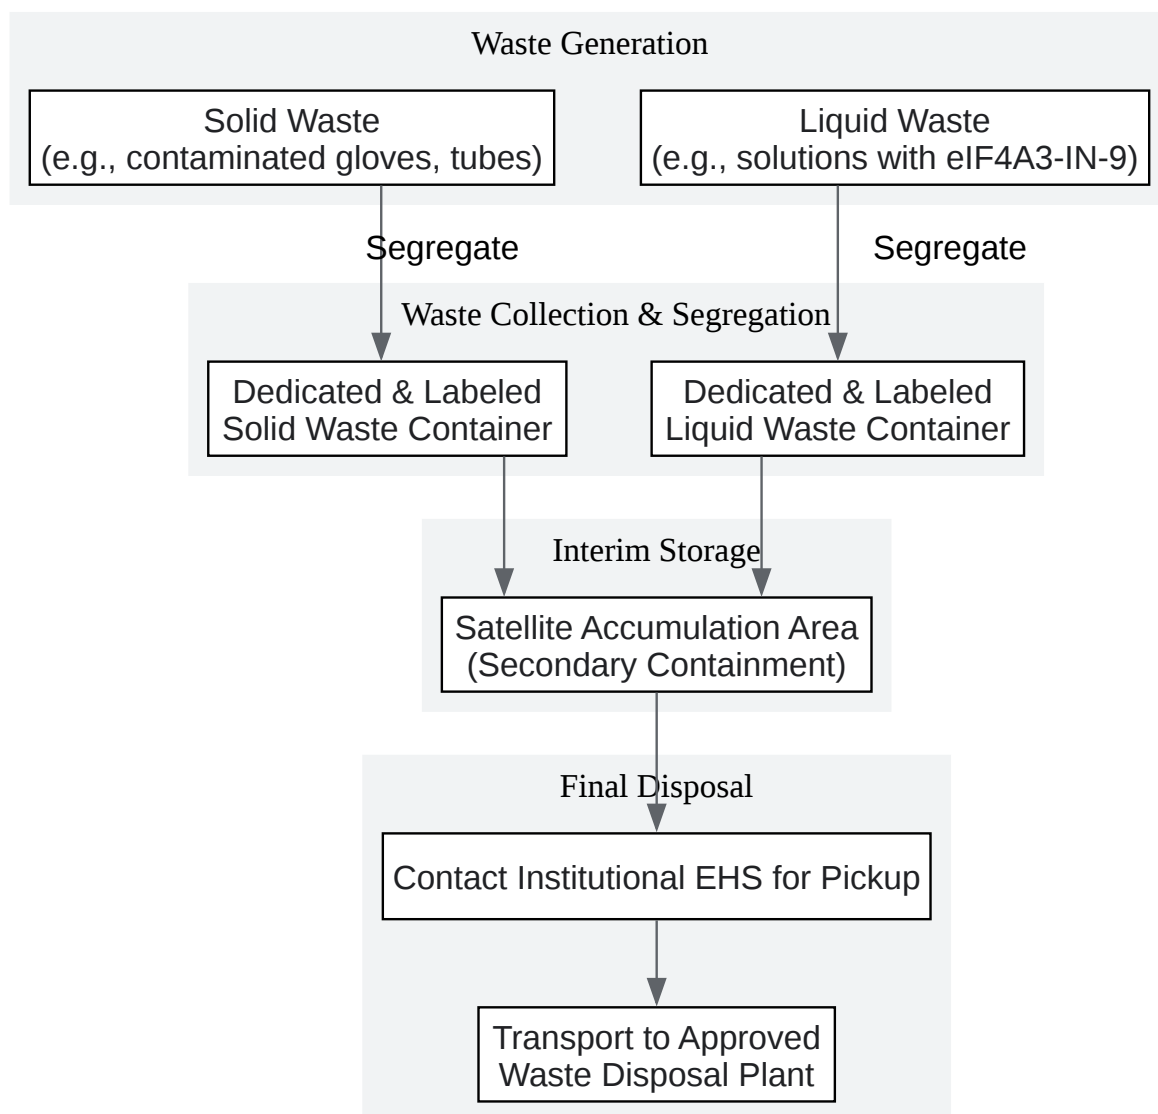 Waste Generation
Solid Waste
(e.g., contaminated gloves, tubes)
Liquid Waste
(e.g., solutions with eIF4A3-IN-9)
Segregate
Segregate
Waste Collection & Segregation
Dedicated & Labeled
Solid Waste Container
Dedicated & Labeled
Liquid Waste Container
Interim Storage
Satellite Accumulation Area
(Secondary Containment)
Final Disposal
Contact Institutional EHS for Pickup
Transport to Approved
Waste Disposal Plant